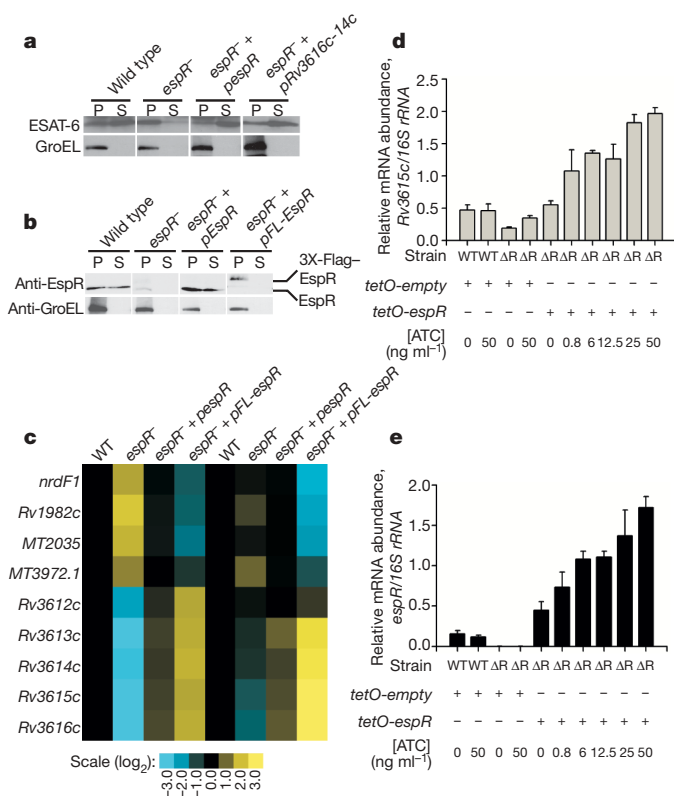 a
Wild type
espR⁻
espR⁻ + pespR
espR⁻ + pRv3616c-14c
P S P S P S P S
ESAT-6
GroEL
b
Wild type
espR⁻
espR⁻ + pEspR
espR⁻ + pFL-EspR
P S P S P S P S
3X-Flag–EspR
Anti-EspR
EspR
Anti-GroEL
c
WT
espR⁻
espR⁻ + pespR
espR⁻ + pFL-espR
WT
espR⁻
espR⁻ + pespR
espR⁻ + pFL-espR
nrdF1
Rv1982c
MT2035
MT3972.1
Rv3612c
Rv3613c
Rv3614c
Rv3615c
Rv3616c
Scale (log₂)
−3.0 −2.0 −1.0 0.0 1.0 2.0 3.0
d
Relative mRNA abundance,
Rv3615c/16S rRNA
2.5
2.0
1.5
1.0
0.5
0.0
Strain WT WT ΔR ΔR ΔR ΔR ΔR ΔR ΔR ΔR
tetO-empty + + + + − − − − − −
tetO-espR − − − − + + + + + +
[ATC] (ng ml⁻¹) 0 50 0 50 0 0.8 6 12.5 25 50
e
Relative mRNA abundance,
espR/16S rRNA
2.0
1.5
1.0
0.5
0.0
Strain WT WT ΔR ΔR ΔR ΔR ΔR ΔR ΔR ΔR
tetO-empty + + + + − − − − − −
tetO-espR − − − − + + + + + +
[ATC] (ng ml⁻¹) 0 50 0 50 0 0.8 6 12.5 25 50